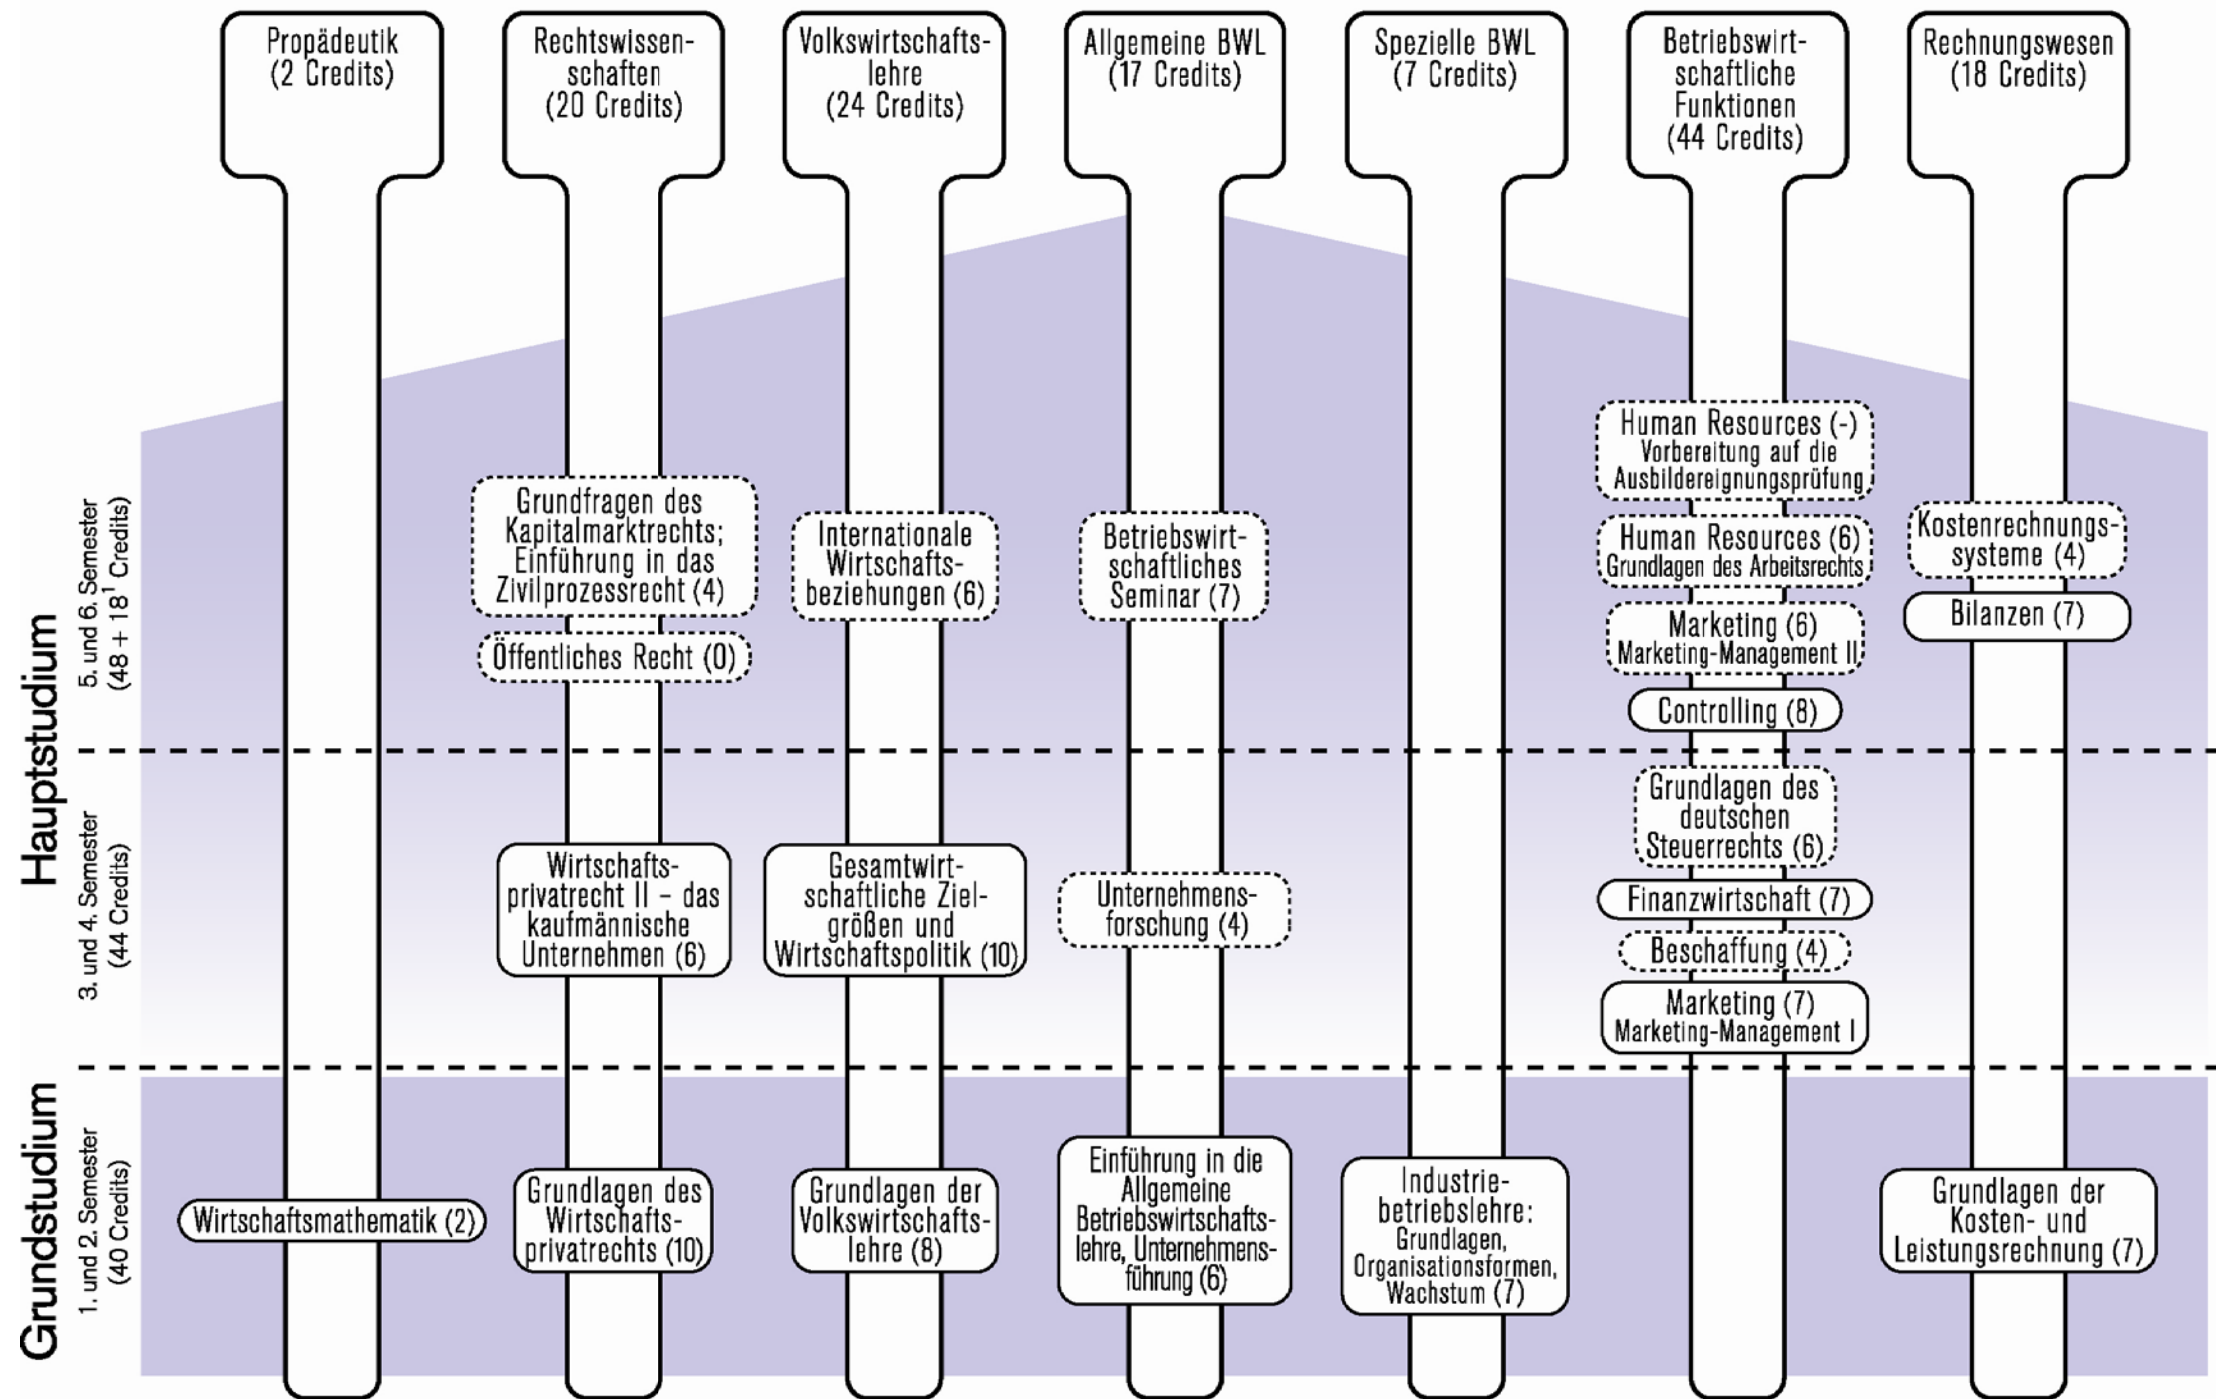 Propädeutik
(2 Credits)
Rechtswissen-
schaften
(20 Credits)
Volkswirtschafts-
lehre
(24 Credits)
Allgemeine BWL
(17 Credits)
Spezielle BWL
(7 Credits)
Betriebswirt-
schaftliche
Funktionen
(44 Credits)
Rechnungswesen
(18 Credits)
Hauptstudium
5. und 6. Semester
(48 + 18¹ Credits)
Grundfragen des
Kapitalmarktrechts;
Einführung in das
Zivilprozessrecht (4)
Öffentliches Recht (0)
Internationale
Wirtschafts-
beziehungen (6)
Betriebswirt-
schaftliches
Seminar (7)
Human Resources (-)
Vorbereitung auf die
Ausbildereignungsprüfung
Human Resources (6)
Grundlagen des Arbeitsrechts
Marketing (6)
Marketing-Management II
Controlling (8)
Kostenrechnungs-
systeme (4)
Bilanzen (7)
3. und 4. Semester
(44 Credits)
Wirtschafts-
privatrecht II – das
kaufmännische
Unternehmen (6)
Gesamtwirt-
schaftliche Ziel-
größen und
Wirtschaftspolitik (10)
Unternehmens-
forschung (4)
Grundlagen des
deutschen
Steuerrechts (6)
Finanzwirtschaft (7)
Beschaffung (4)
Marketing (7)
Marketing-Management I
Grundstudium
1. und 2. Semester
(40 Credits)
Wirtschaftsmathematik (2)
Grundlagen des
Wirtschafts-
privatrechts (10)
Grundlagen der
Volkswirtschafts-
lehre (8)
Einführung in die
Allgemeine
Betriebswirtschafts-
lehre, Unternehmens-
führung (6)
Industrie-
betriebslehre:
Grundlagen,
Organisationsformen,
Wachstum (7)
Grundlagen der
Kosten- und
Leistungsrechnung (7)